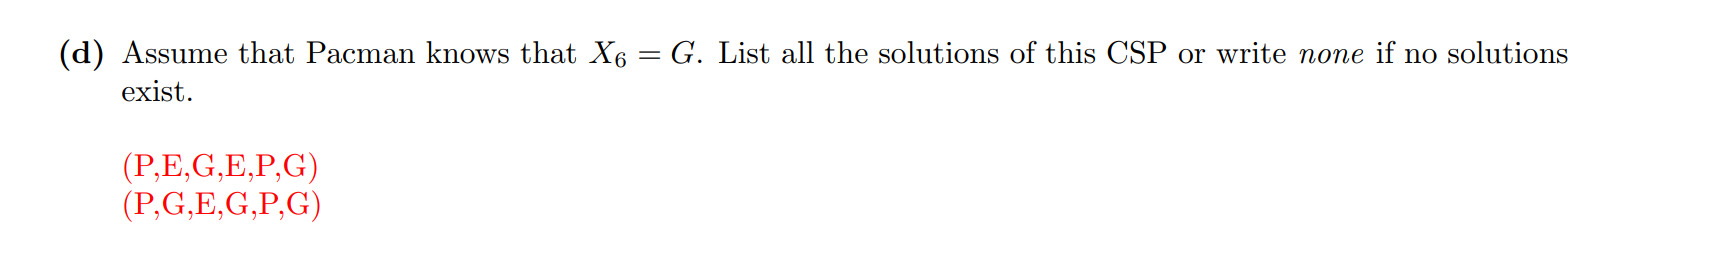 (d) Assume that Pacman knows that X₆ = G. List all the solutions of this CSP or write none if no solutions
exist.
(P,E,G,E,P,G)
(P,G,E,G,P,G)